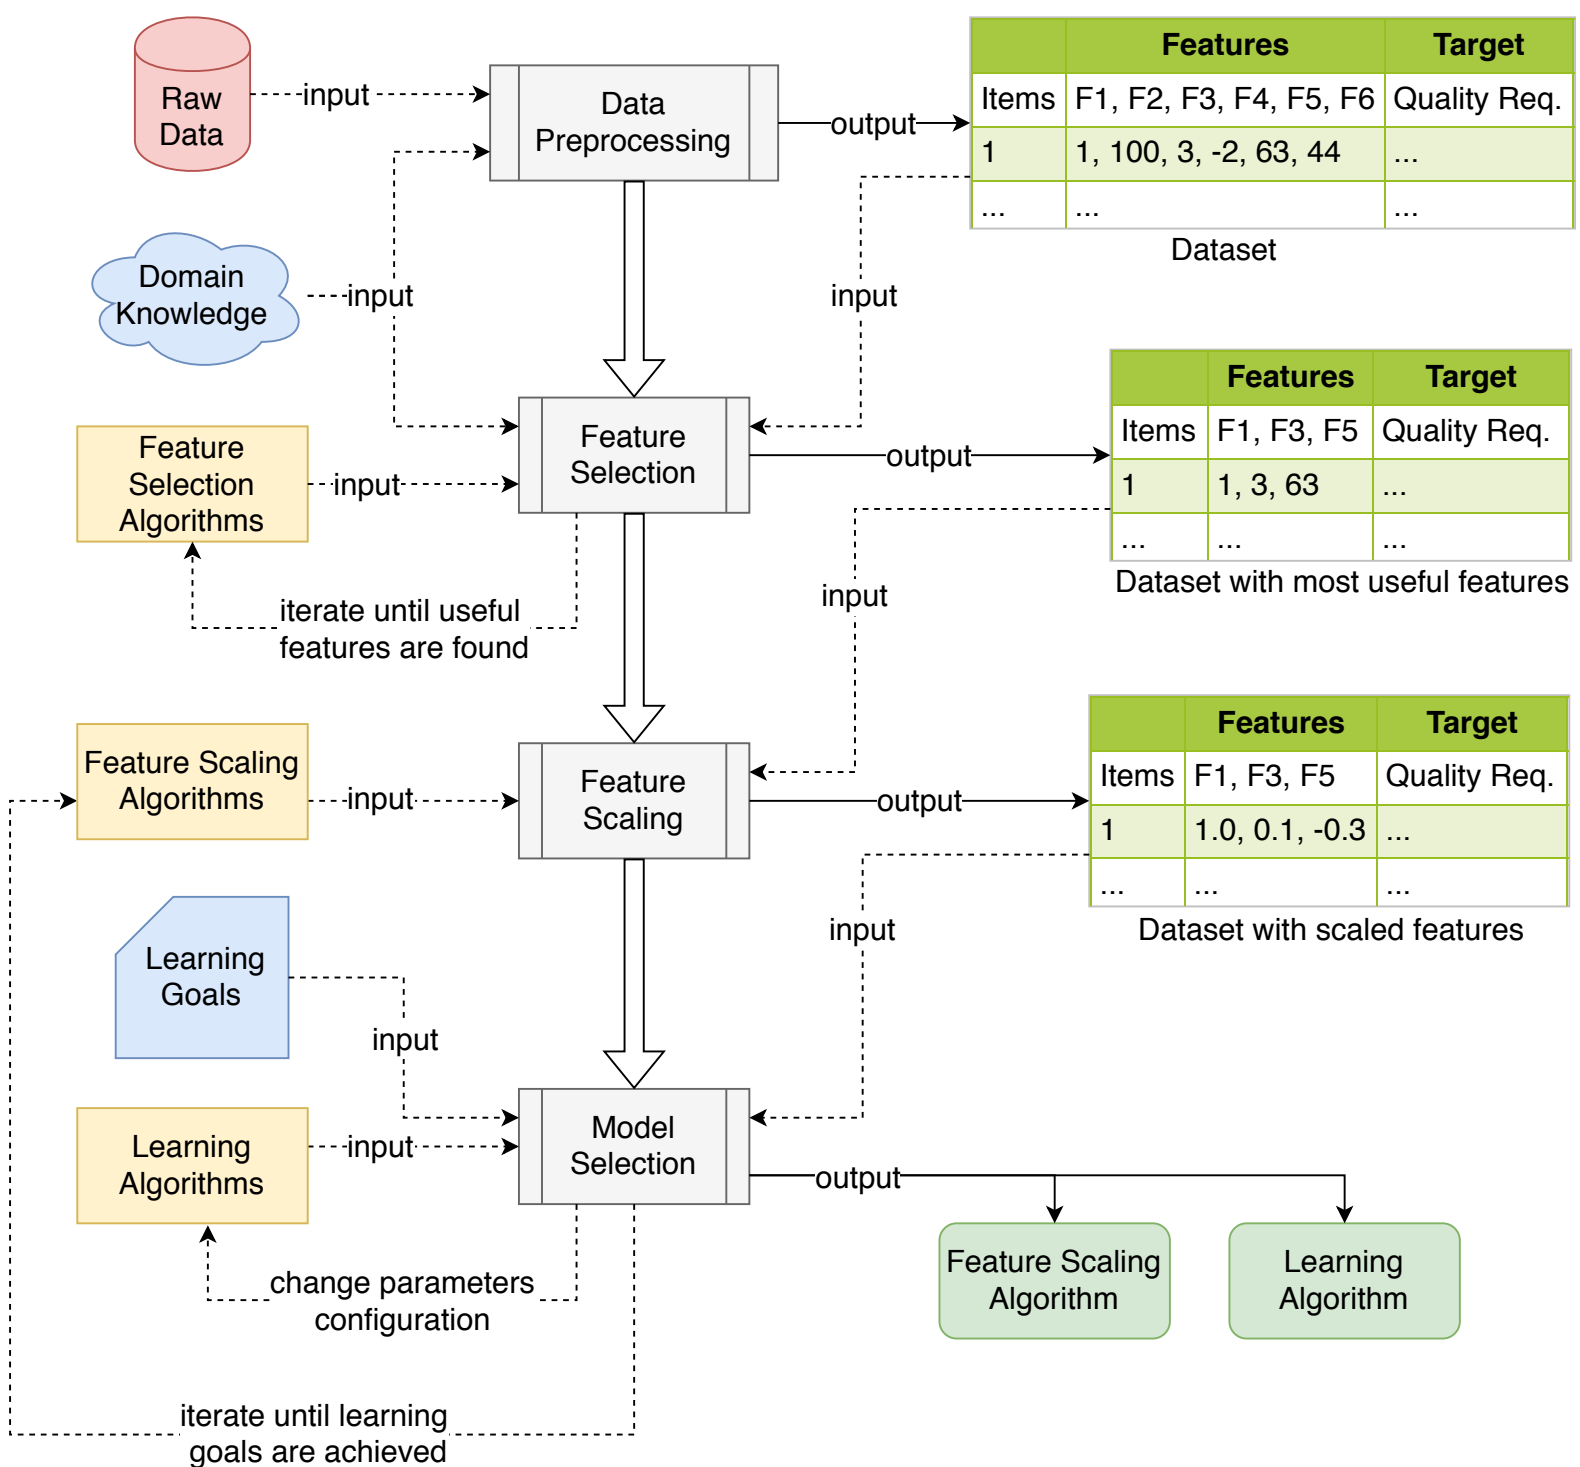 Raw
Data
input
Data
Preprocessing
output
Features Target
Items F1, F2, F3, F4, F5, F6 Quality Req.
1 1, 100, 3, -2, 63, 44 ...
... ... ...
Dataset
Domain
Knowledge
input
input
Feature
Selection
Algorithms
input
Feature
Selection
output
Features Target
Items F1, F3, F5 Quality Req.
1 1, 3, 63 ...
... ... ...
Dataset with most useful features
iterate until useful
features are found
input
Feature Scaling
Algorithms
input
Feature
Scaling
output
Features Target
Items F1, F3, F5 Quality Req.
1 1.0, 0.1, -0.3 ...
... ... ...
Dataset with scaled features
Learning
Goals
input
input
Learning
Algorithms
input
Model
Selection
output
Feature Scaling
Algorithm
Learning
Algorithm
change parameters
configuration
iterate until learning
goals are achieved